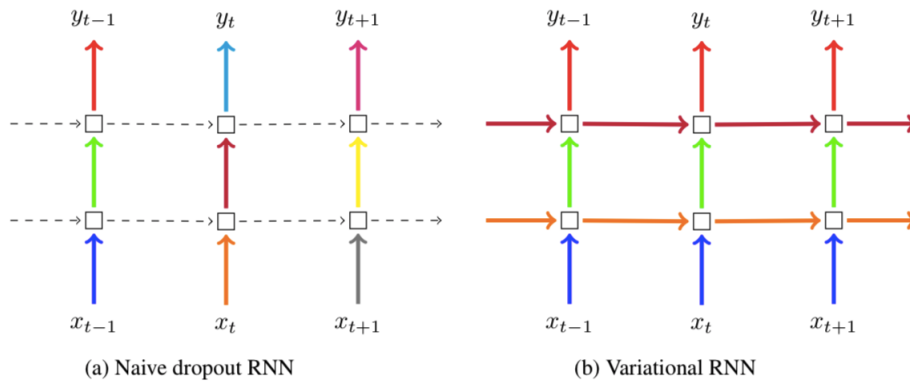 y_{t−1} y_t y_{t+1} y_{t−1} y_t y_{t+1}
x_{t−1} x_t x_{t+1} x_{t−1} x_t x_{t+1}
(a) Naive dropout RNN (b) Variational RNN